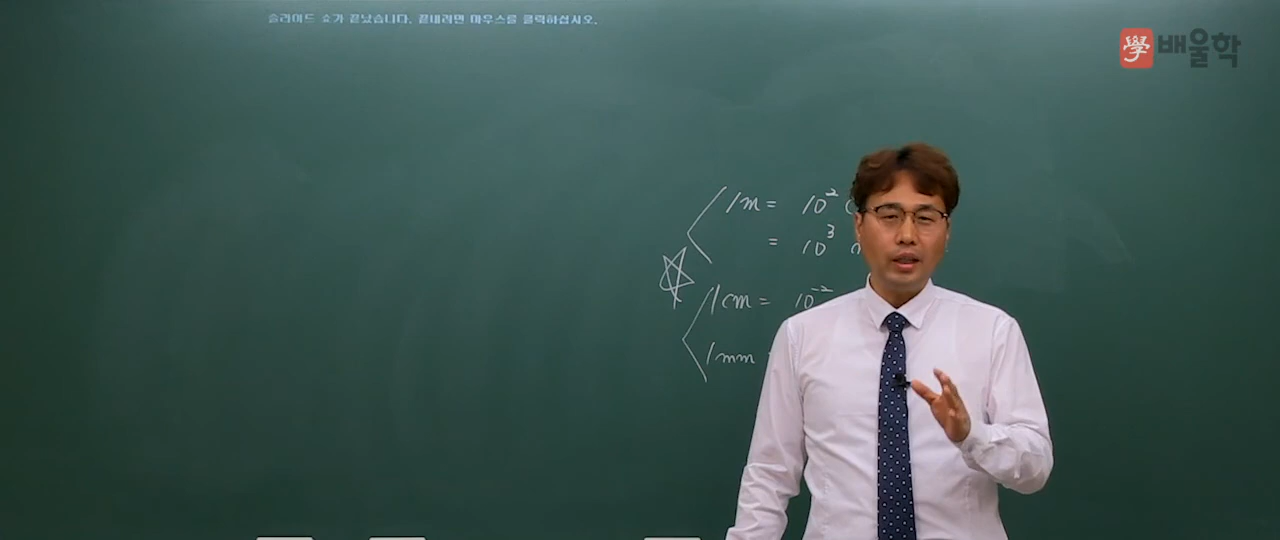 슬라이드 쇼가 끝났습니다. 끝내려면 마우스를 클릭하십시오.
學 배울학
1m = 10²
= 10³
1cm = 10⁻²
1mm